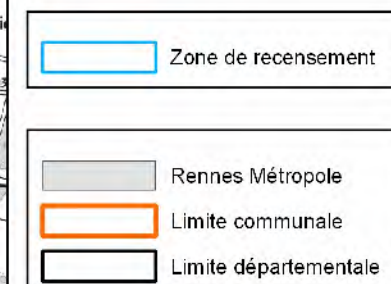 Zone de recensement
Rennes Métropole
Limite communale
Limite départementale